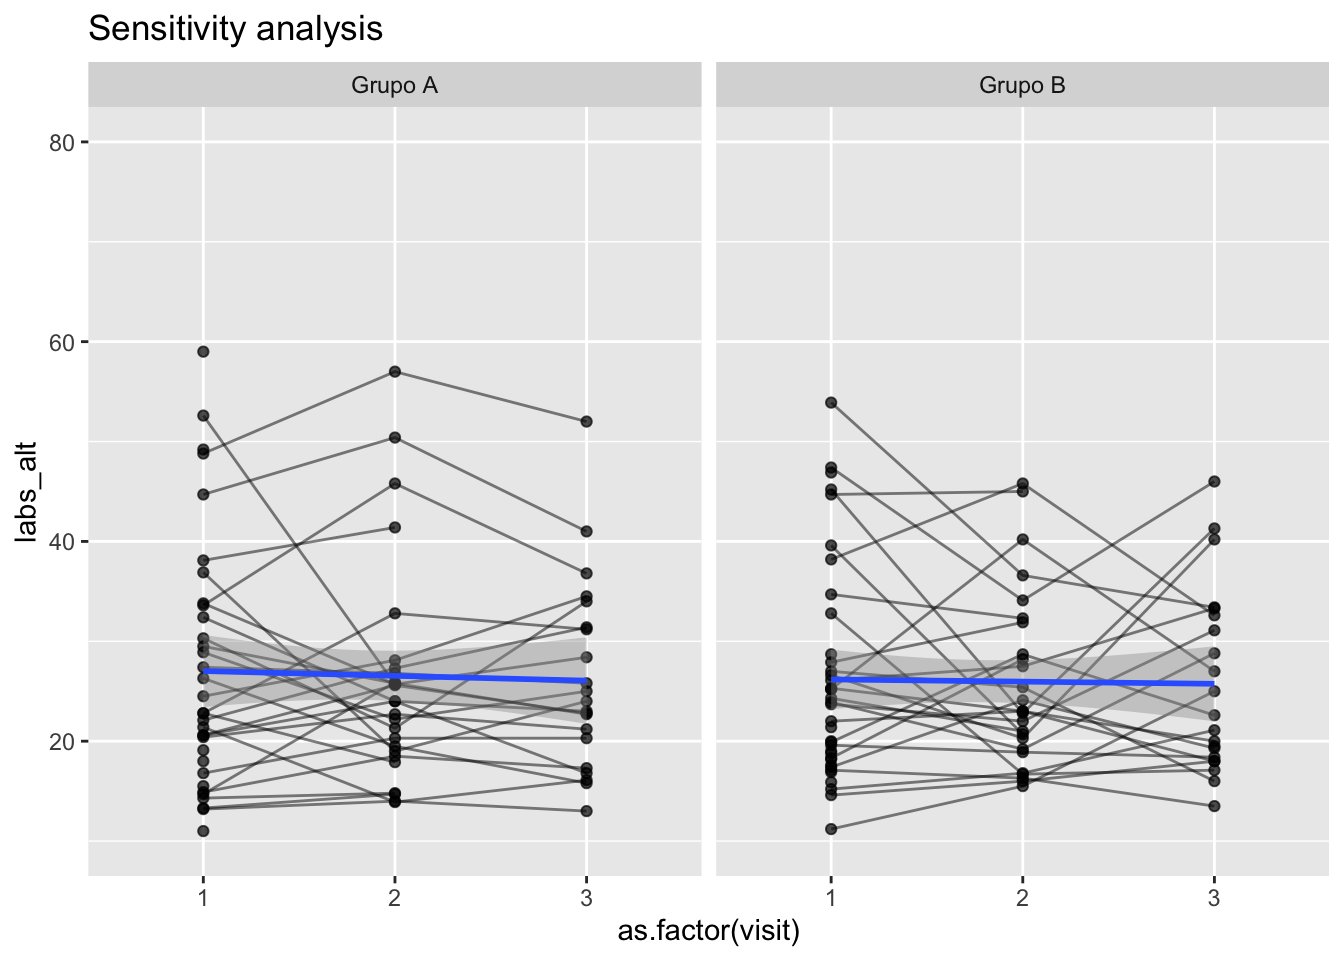 Sensitivity analysis
Grupo A
Grupo B
80
60
40
20
labs_alt
1
2
3
1
2
3
as.factor(visit)